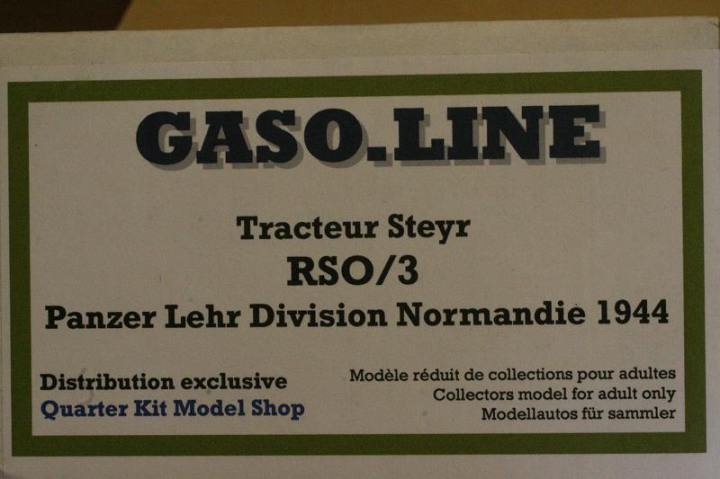 GASO.LINE
Tracteur Steyr
RSO/3
Panzer Lehr Division Normandie 1944
Distribution exclusive
Quarter Kit Model Shop
Modèle réduit de collections pour adultes
Collectors model for adult only
Modellautos für sammler